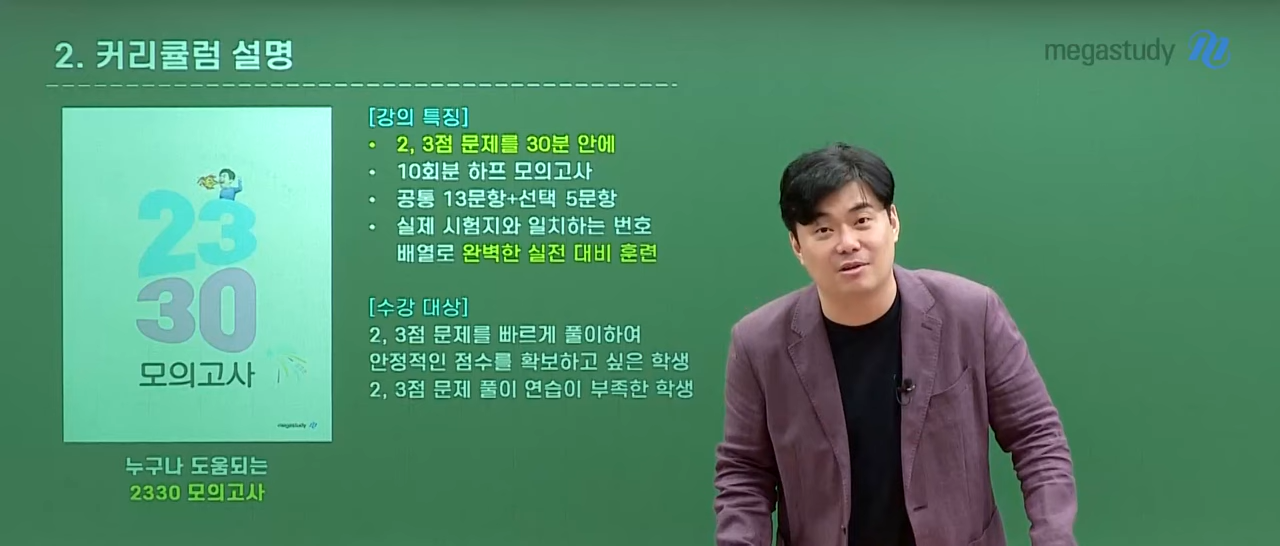 2. 커리큘럼 설명
megastudy
23
30
모의고사
megastudy
누구나 도움되는
2330 모의고사
[강의 특징]
• 2, 3점 문제를 30분 안에
• 10회분 하프 모의고사
• 공통 13문항+선택 5문항
• 실제 시험지와 일치하는 번호
배열로 완벽한 실전 대비 훈련
[수강 대상]
2, 3점 문제를 빠르게 풀이하여
안정적인 점수를 확보하고 싶은 학생
2, 3점 문제 풀이 연습이 부족한 학생